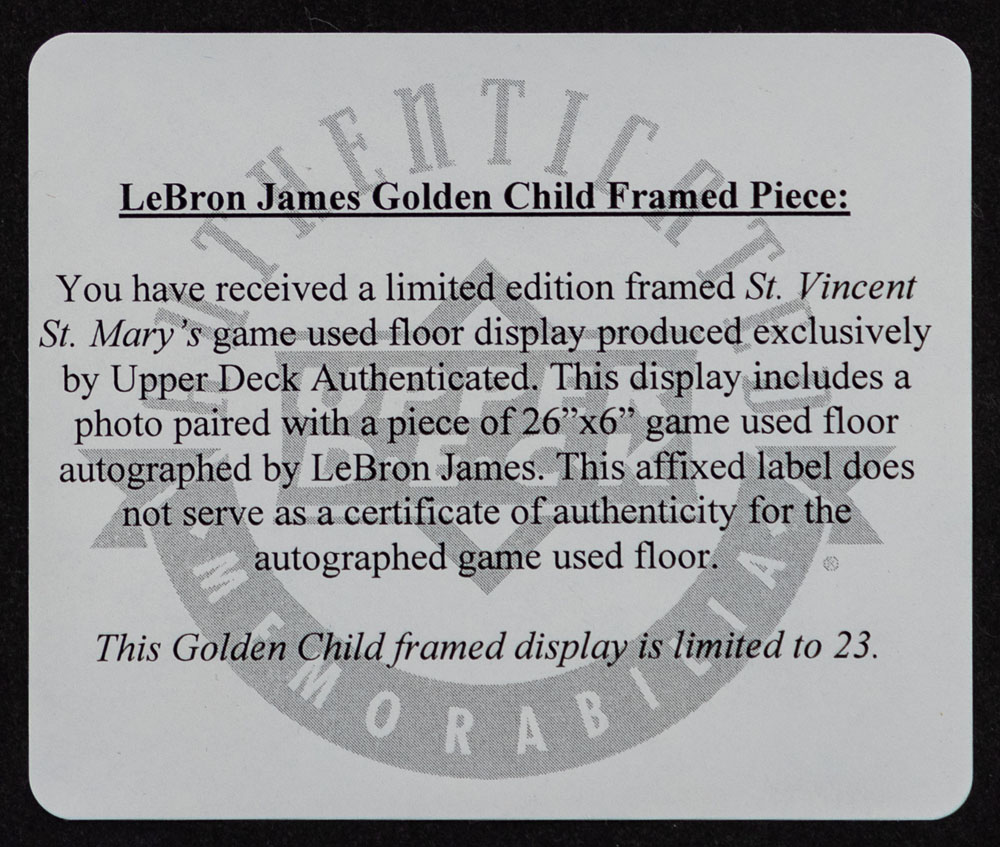 AUTHENTICATED
LeBron James Golden Child Framed Piece:
You have received a limited edition framed St. Vincent
St. Mary's game used floor display produced exclusively
by Upper Deck Authenticated. This display includes a
photo paired with a piece of 26”x6” game used floor
autographed by LeBron James. This affixed label does
not serve as a certificate of authenticity for the
autographed game used floor.
This Golden Child framed display is limited to 23.
UPPER
DECK
MEMORABILIA
®